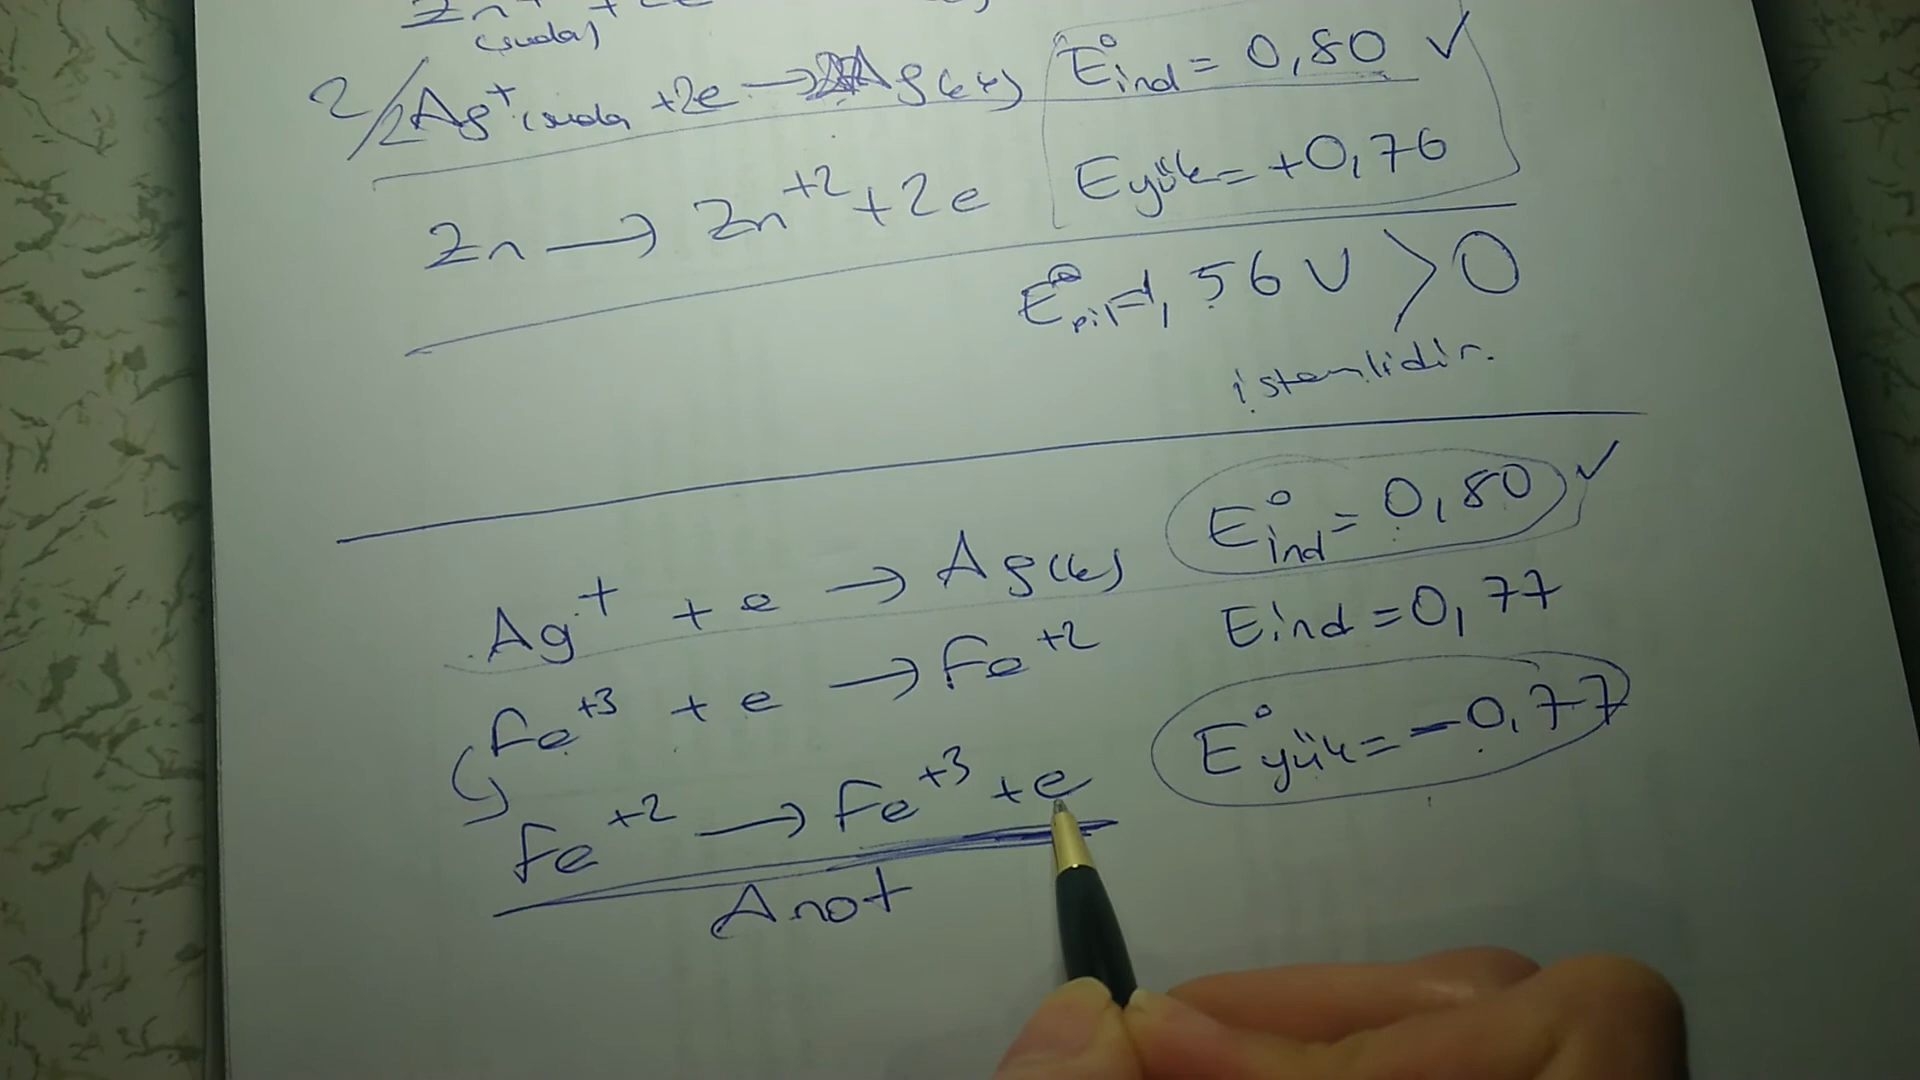 (suda)
2/2Ag⁺(suda +2e → Ag(k) E°ind = 0,80 ✓
Zn → Zn⁺² + 2e Eyük = +0,76
E°pil=1,56 V > 0
istemlidir.
Ag⁺ + e → Ag(k) E°ind = 0,80 ✓
Fe⁺³ + e → Fe⁺² Eind = 0,77
Fe⁺² → Fe⁺³ + e E°yük = -0,77
Anot